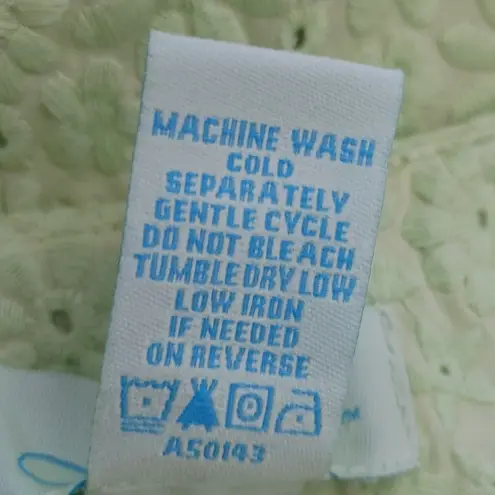 MACHINE WASH
COLD
SEPARATELY
GENTLE CYCLE
DO NOT BLEACH
TUMBLE DRY LOW
LOW IRON
IF NEEDED
ON REVERSE
AS0143